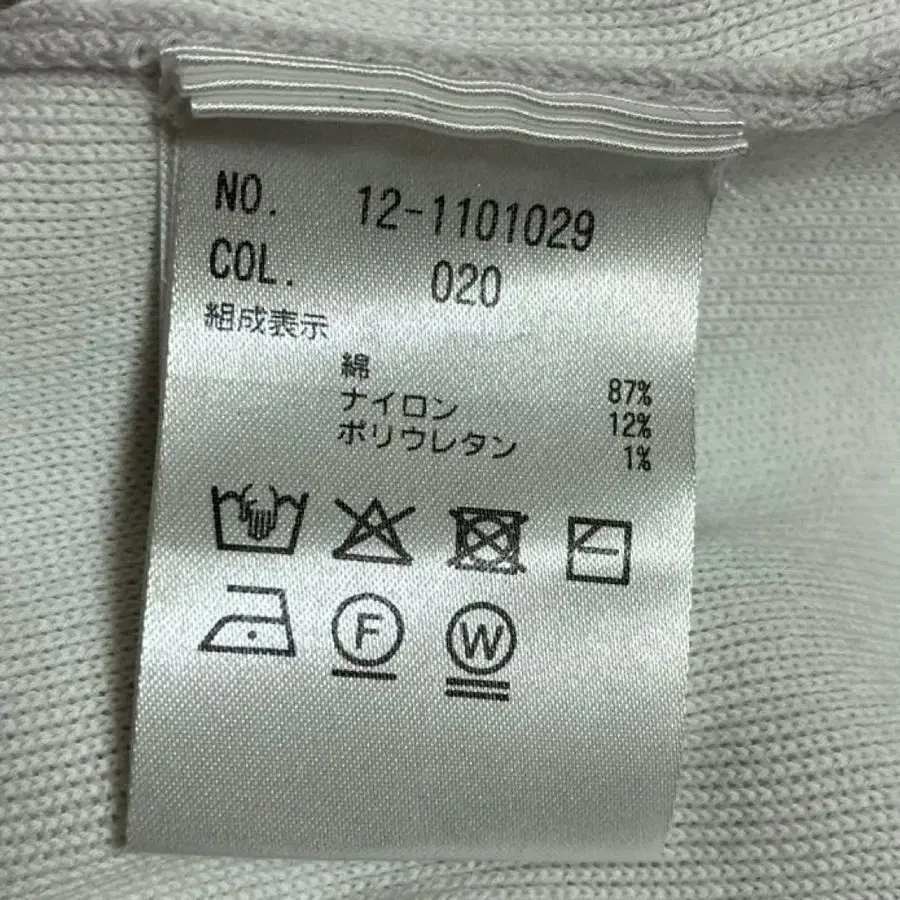 NO. 12-1101029
COL. 020
組成表示
綿 87%
ナイロン 12%
ポリウレタン 1%
F
W